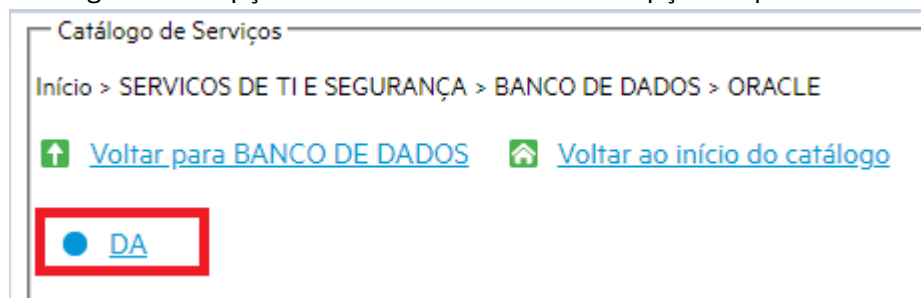 Catálogo de Serviços
Início > SERVICOS DE TI E SEGURANÇA > BANCO DE DADOS > ORACLE
Voltar para BANCO DE DADOS Voltar ao início do catálogo
DA